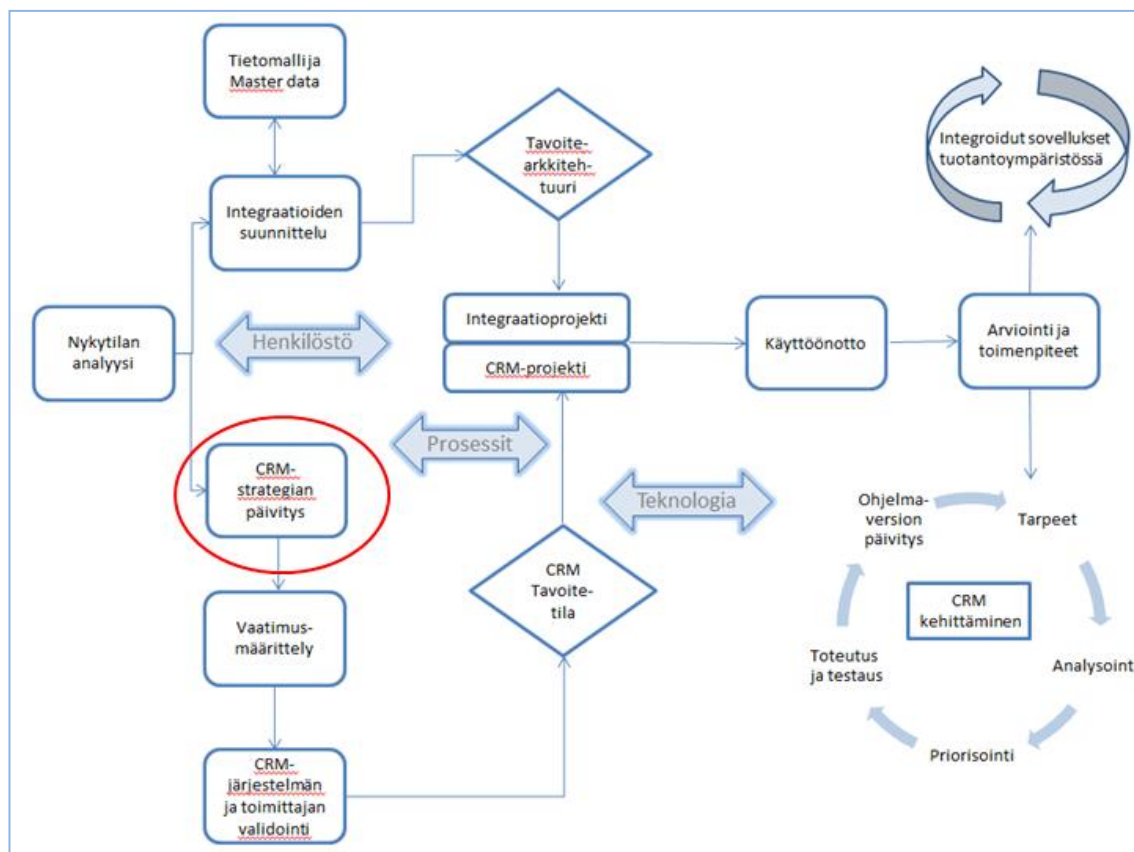 Tietomalli ja
Master data
Tavoite-
arkkiteh-
tuuri
Integroidut sovellukset
tuotantoympäristössä
Integraatioiden
suunnittelu
Nykytilan
analyysi
Henkilöstö
Integraatioprojekti
CRM-projekti
Käyttöönotto
Arviointi ja
toimenpiteet
Prosessit
CRM-
strategian
päivitys
Teknologia
Ohjelma-
version
päivitys
Tarpeet
CRM
Tavoite-
tila
CRM
kehittäminen
Vaatimus-
määrittely
Toteutus
ja testaus
Analysoint
Priorisointi
CRM-
järjestelmän
ja toimittajan
validointi